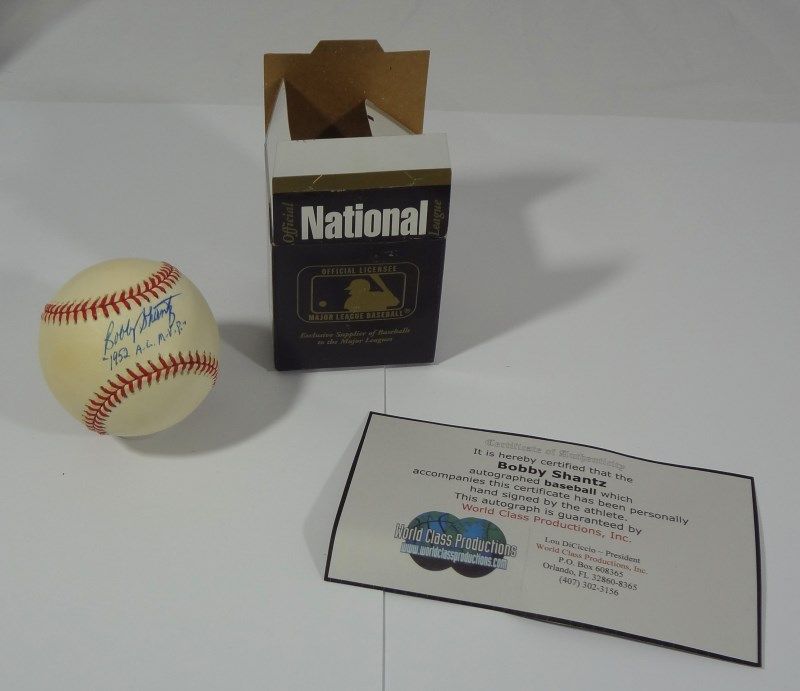 Official National League
OFFICIAL LICENSEE
MAJOR LEAGUE BASEBALL
Exclusive Supplier of Baseballs
to the Major Leagues
Bobby Shantz
"1952 A.L. M.V.P."
Certificate of Authenticity
It is hereby certified that the
Bobby Shantz
autographed baseball which
accompanies this certificate has been personally
hand signed by the athlete.
This autograph is guaranteed by
World Class Productions, Inc.
World Class Productions
www.worldclassproductions.com
Lou DiCiccio – President
World Class Productions, Inc.
P.O. Box 608365
Orlando, FL 32860-8365
(407) 302-3156